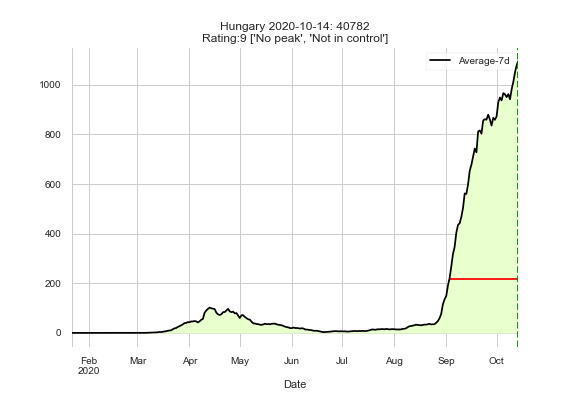 Hungary 2020-10-14: 40782
Rating:9 ['No peak', 'Not in control']
Average-7d
1000
800
600
400
200
0
Feb Mar Apr May Jun Jul Aug Sep Oct
2020
Date